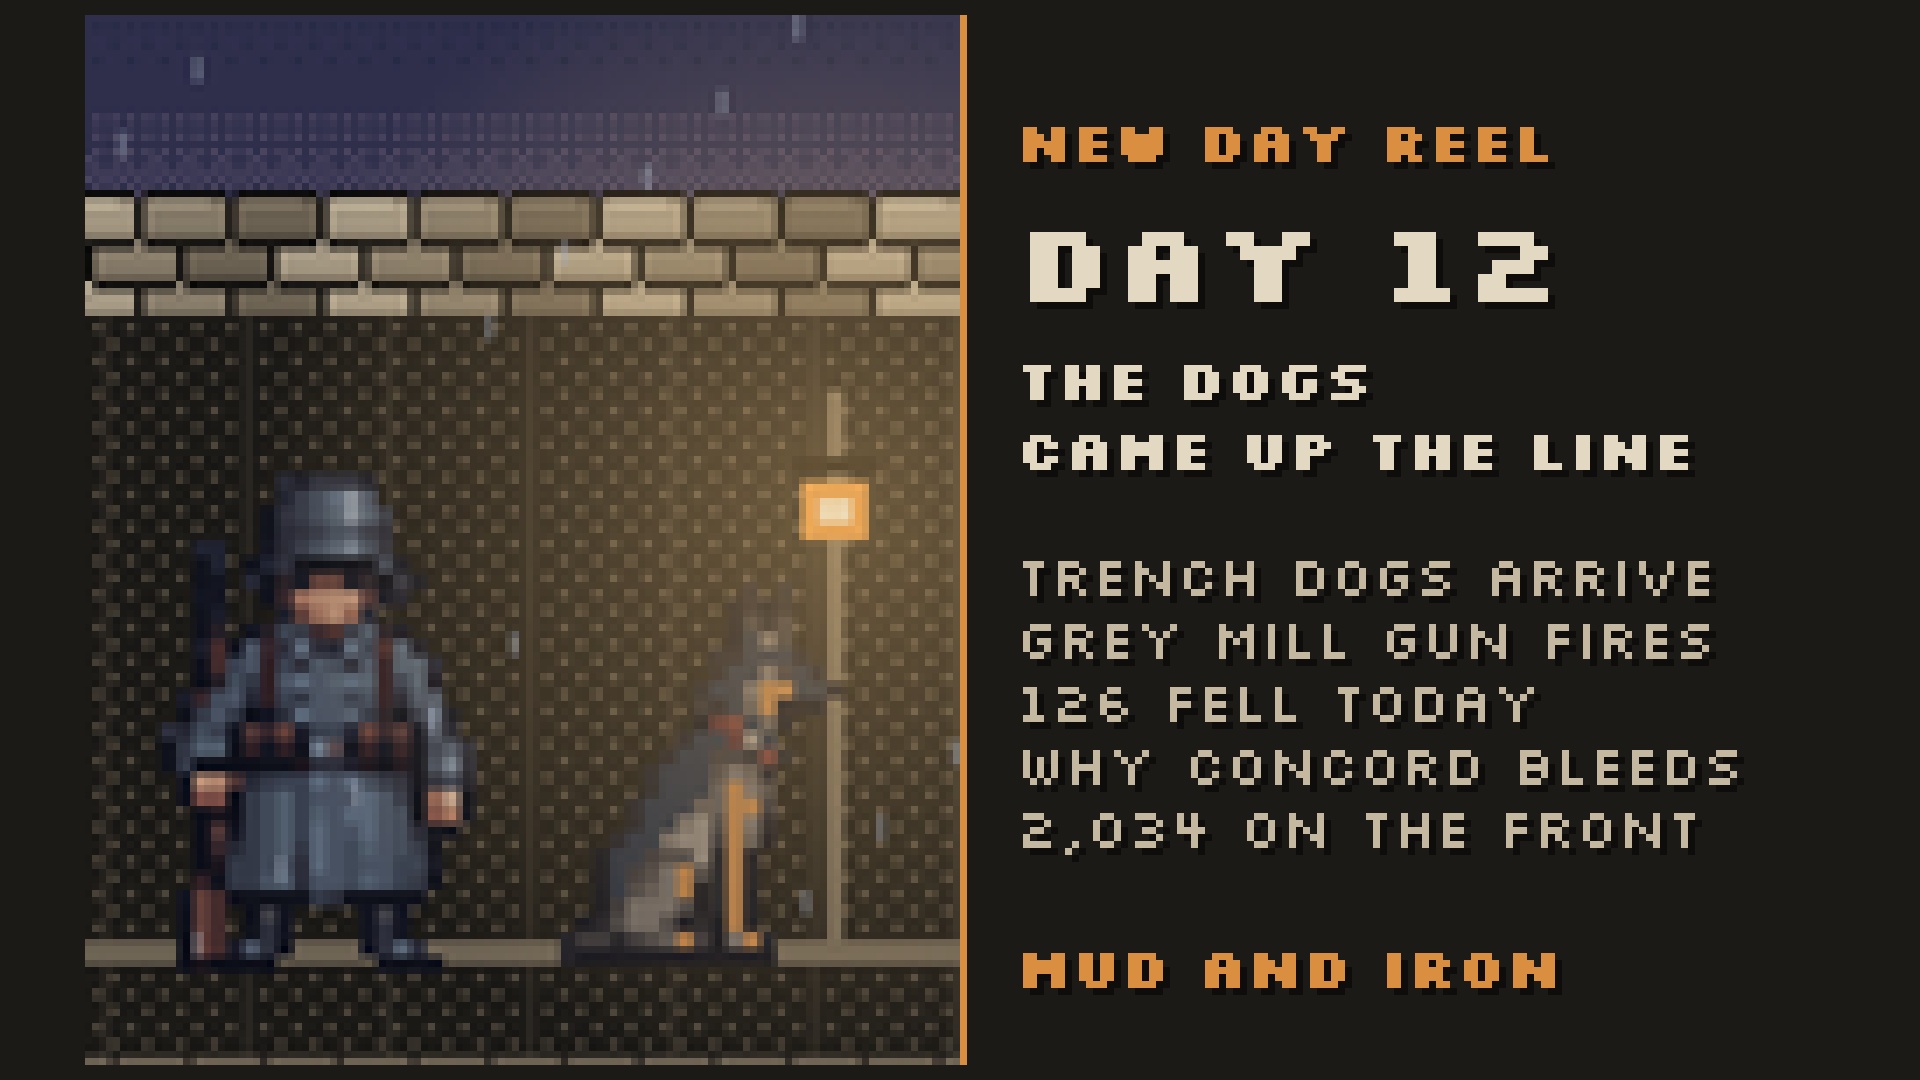 NEW DAY REEL
DAY 12
THE DOGS
CAME UP THE LINE
TRENCH DOGS ARRIVE
GREY MILL GUN FIRES
126 FELL TODAY
WHY CONCORD BLEEDS
2,034 ON THE FRONT
MUD AND IRON